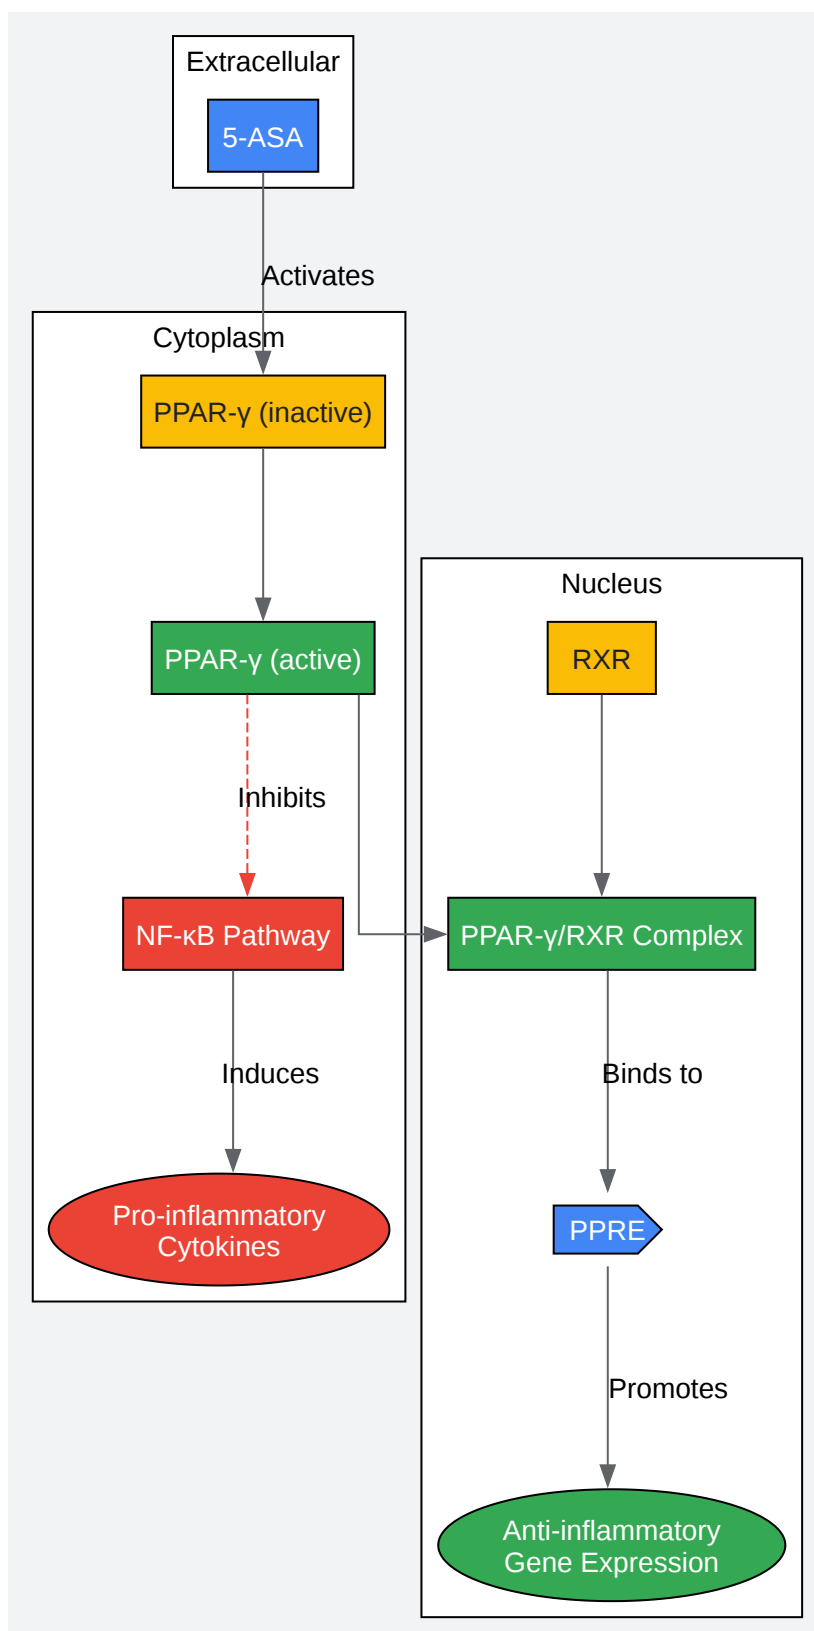 Extracellular
5-ASA
Activates
Cytoplasm
PPAR-γ (inactive)
PPAR-γ (active)
Inhibits
NF-κB Pathway
Induces
Pro-inflammatory
Cytokines
Nucleus
RXR
PPAR-γ/RXR Complex
Binds to
PPRE
Promotes
Anti-inflammatory
Gene Expression